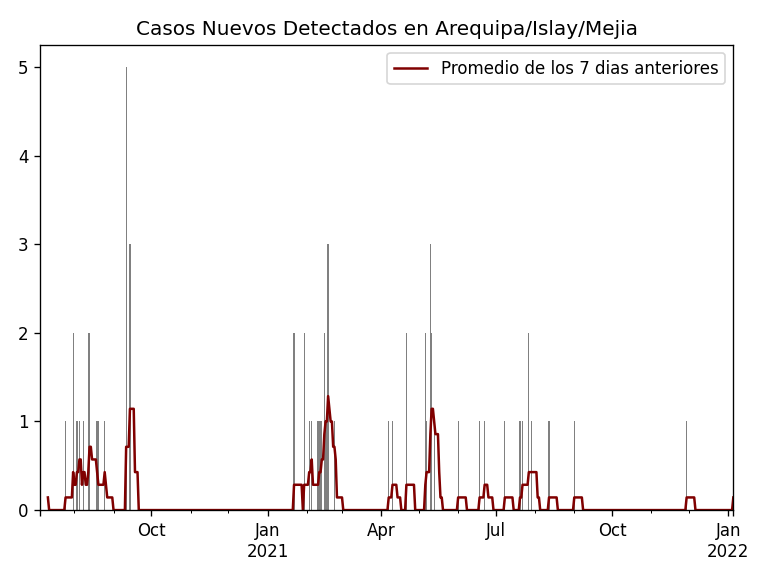 Casos Nuevos Detectados en Arequipa/Islay/Mejia
Promedio de los 7 dias anteriores
5
4
3
2
1
0
Oct Jan Apr Jul Oct Jan
2021 2022